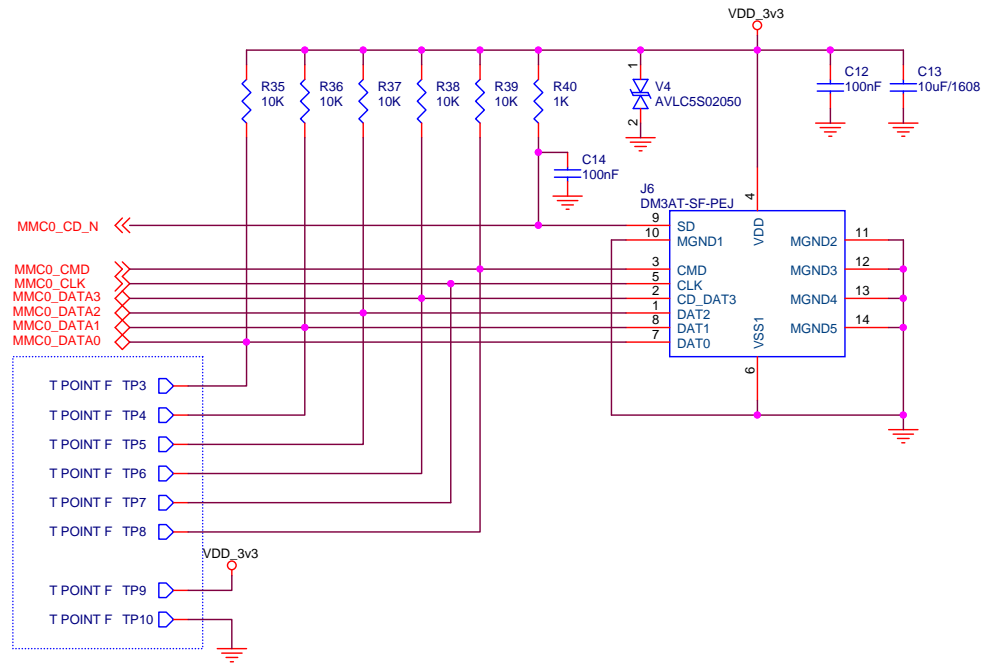 VDD_3v3
R35
10K
R36
10K
R37
10K
R38
10K
R39
10K
R40
1K
1
V4
AVLC5S02050
2
C12
100nF
C13
10uF/1608
C14
100nF
J6
DM3AT-SF-PEJ
MMC0_CD_N
MMC0_CMD
MMC0_CLK
MMC0_DATA3
MMC0_DATA2
MMC0_DATA1
MMC0_DATA0
4
VDD
9 SD
10 MGND1
3 CMD
5 CLK
2 CD_DAT3
1 DAT2
8 DAT1
7 DAT0
MGND2 11
MGND3 12
MGND4 13
MGND5 14
VSS1
6
T POINT F TP3
T POINT F TP4
T POINT F TP5
T POINT F TP6
T POINT F TP7
T POINT F TP8
VDD_3v3
T POINT F TP9
T POINT F TP10